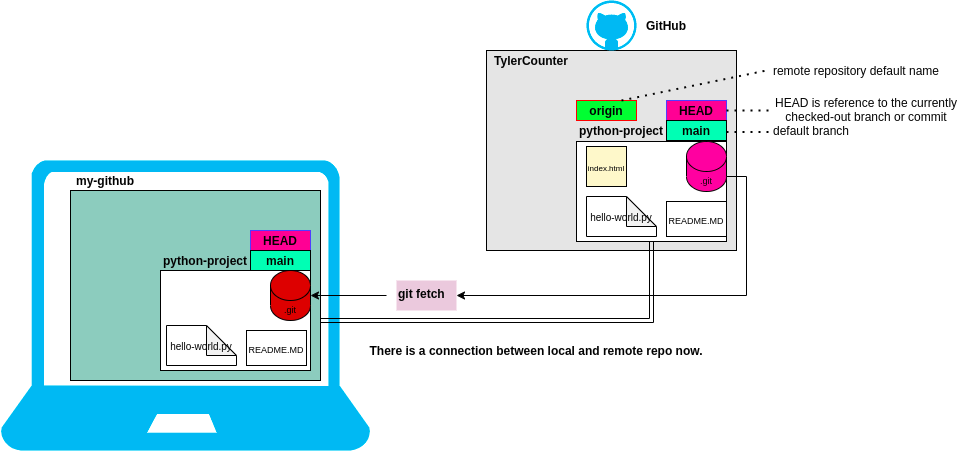 GitHub
TylerCounter
remote repository default name
origin
HEAD
HEAD is reference to the currently
checked-out branch or commit
python-project
main
default branch
index.html
git
hello-world.py
README.MD
my-github
HEAD
python-project
main
git
git fetch
hello-world.py
README.MD
There is a connection between local and remote repo now.